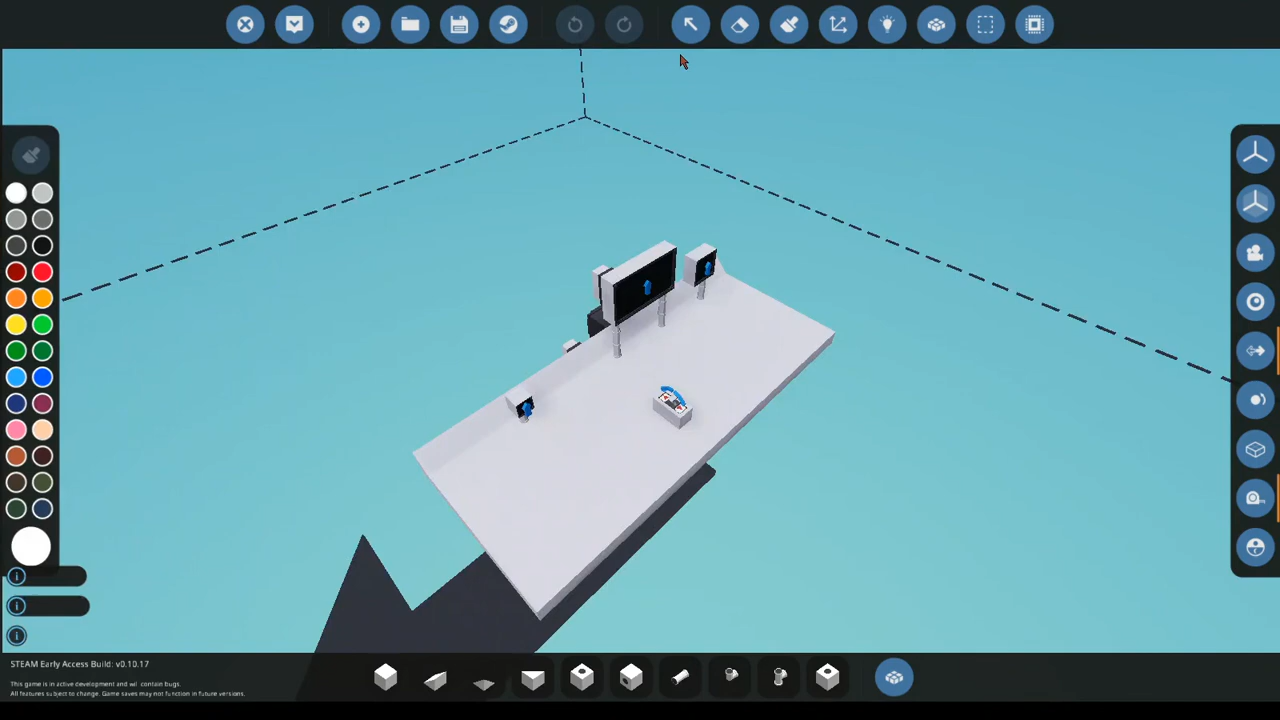 STEAM Early Access Build: v0.10.17
This game is in active development and wil contain bugs.
All features subject to change. Game saves may not function in future versions.